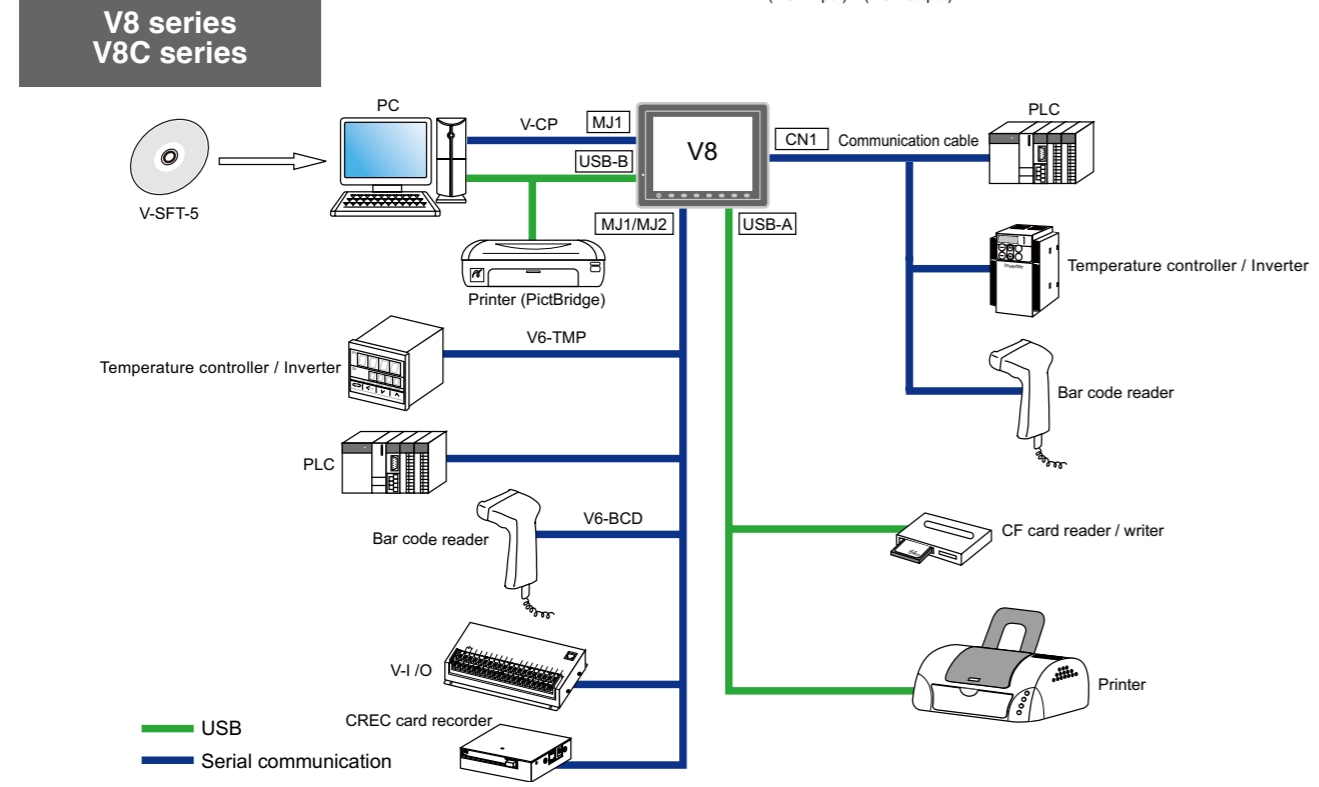 V8 series
V8C series
PC
V-CP
MJ1
USB-B
V8
CN1
Communication cable
PLC
V-SFT-5
MJ1/MJ2
USB-A
Printer (PictBridge)
Temperature controller / Inverter
V6-TMP
Temperature controller / Inverter
Bar code reader
PLC
V6-BCD
Bar code reader
CF card reader / writer
V-I /O
Printer
CREC card recorder
USB
Serial communication